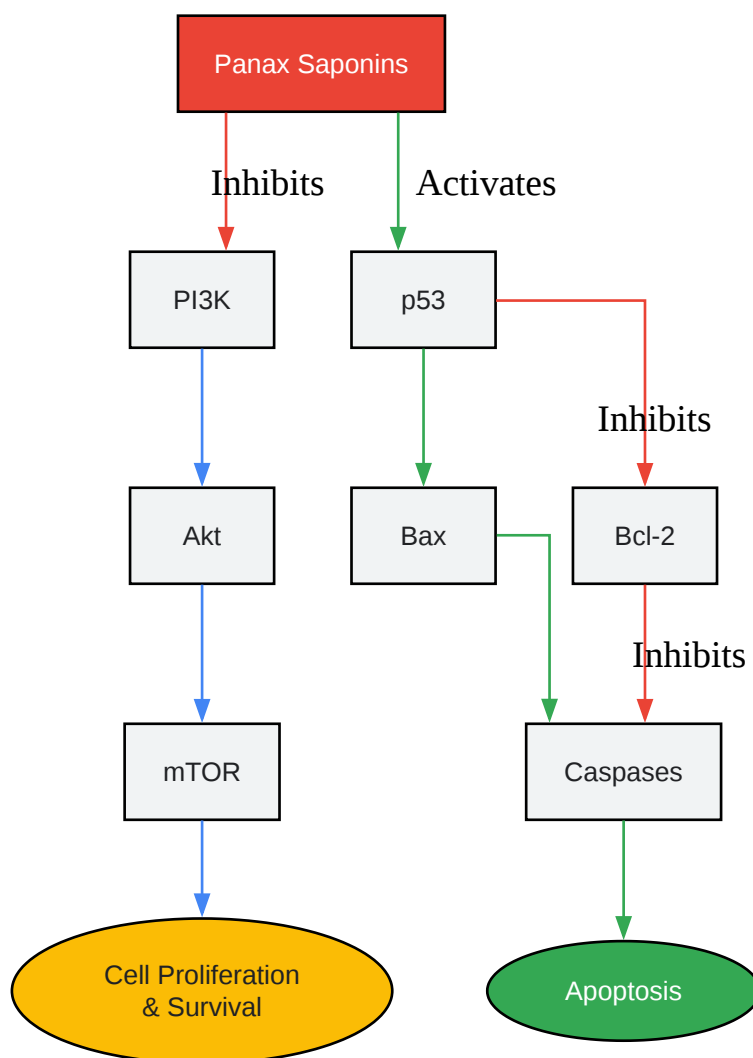 Panax Saponins
Inhibits
Activates
PI3K
p53
Inhibits
Akt
Bax
Bcl-2
Inhibits
mTOR
Caspases
Cell Proliferation
& Survival
Apoptosis